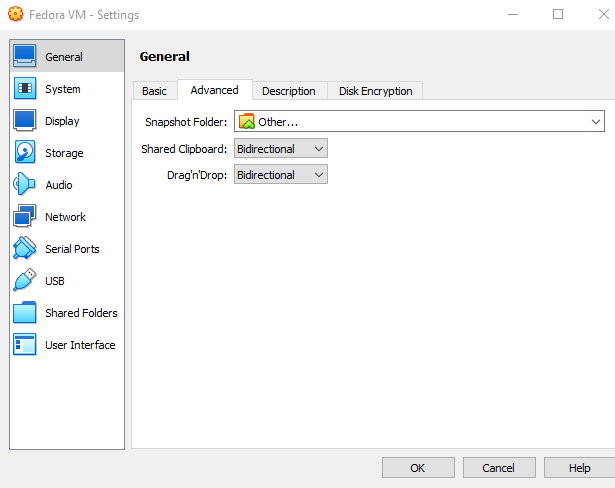 Fedora VM - Settings
General
System
Display
Storage
Audio
Network
Serial Ports
USB
Shared Folders
User Interface
General
Basic Advanced Description Disk Encryption
Snapshot Folder: Other...
Shared Clipboard: Bidirectional
Drag'n'Drop: Bidirectional
OK Cancel Help